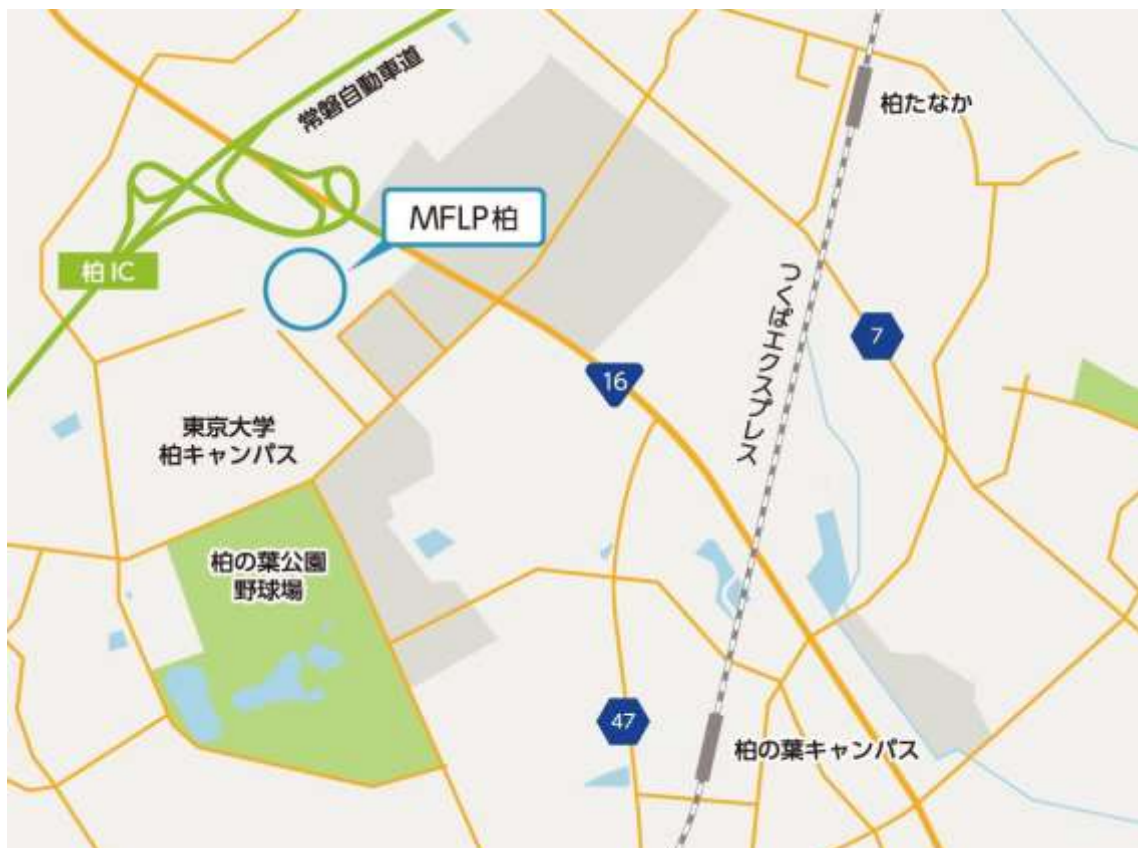 常磐自動車道
柏たなか
MFLP柏
柏 IC
つくばエクスプレス
7
16
東京大学
柏キャンパス
柏の葉公園
野球場
47
柏の葉キャンパス